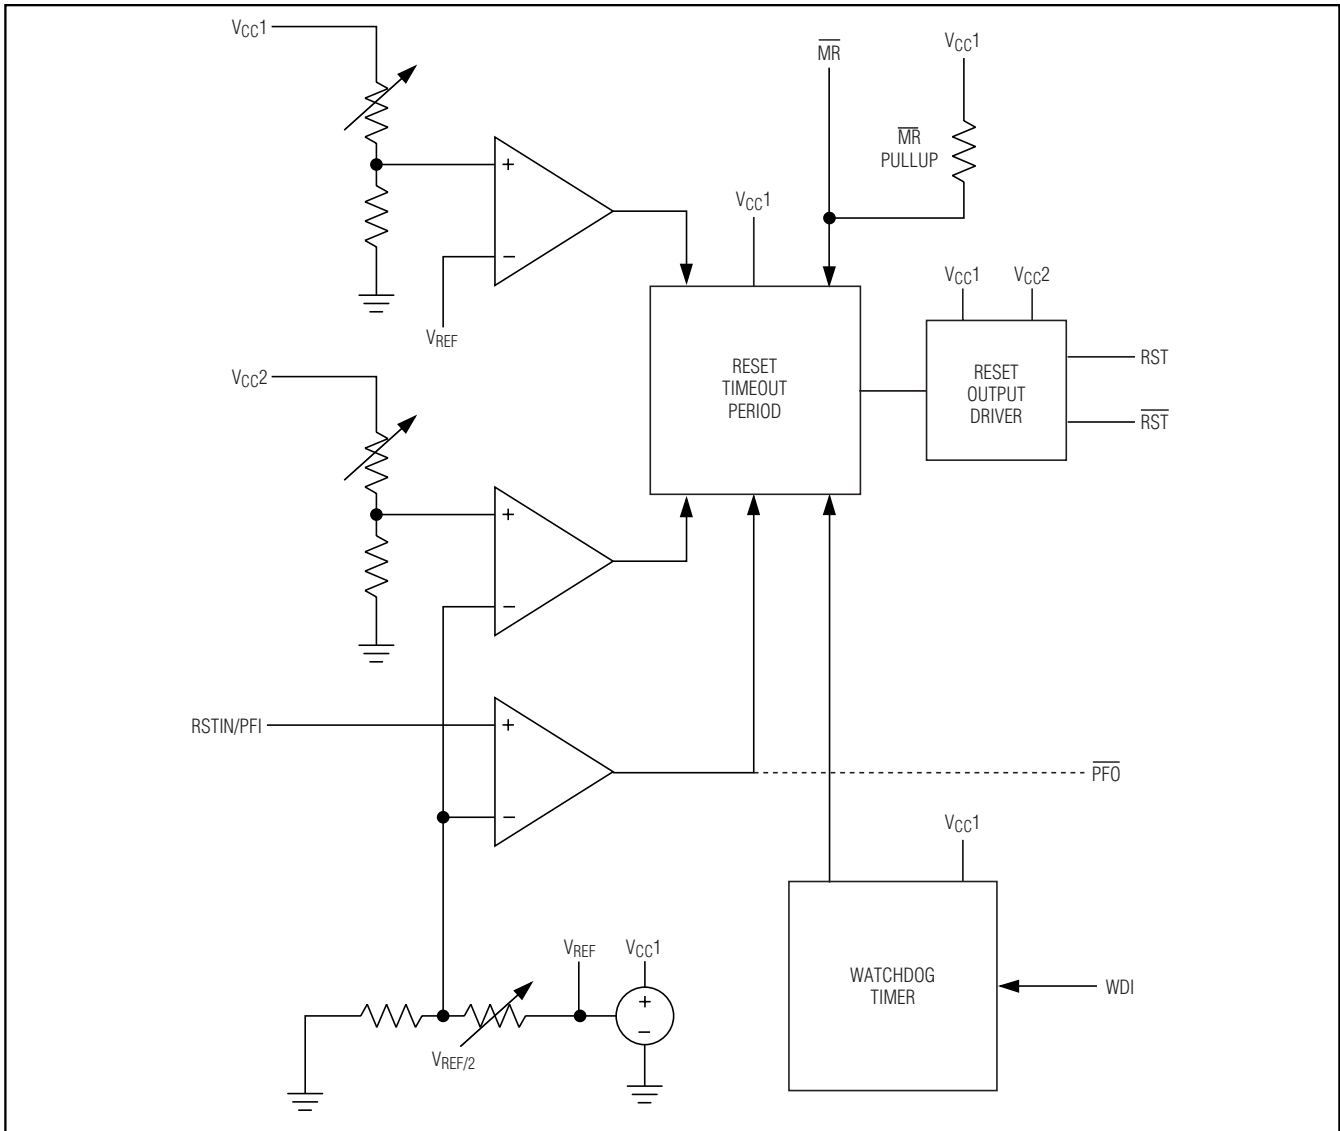 VCC1
MR
VCC1
MR
PULLUP
+
VCC1
−
VREF
VCC1
VCC2
RESET
TIMEOUT
PERIOD
RESET
OUTPUT
DRIVER
RST
RST
VCC2
+
−
RSTIN/PFI
+
PFO
−
VCC1
VREF
VCC1
WATCHDOG
TIMER
WDI
+
−
VREF/2